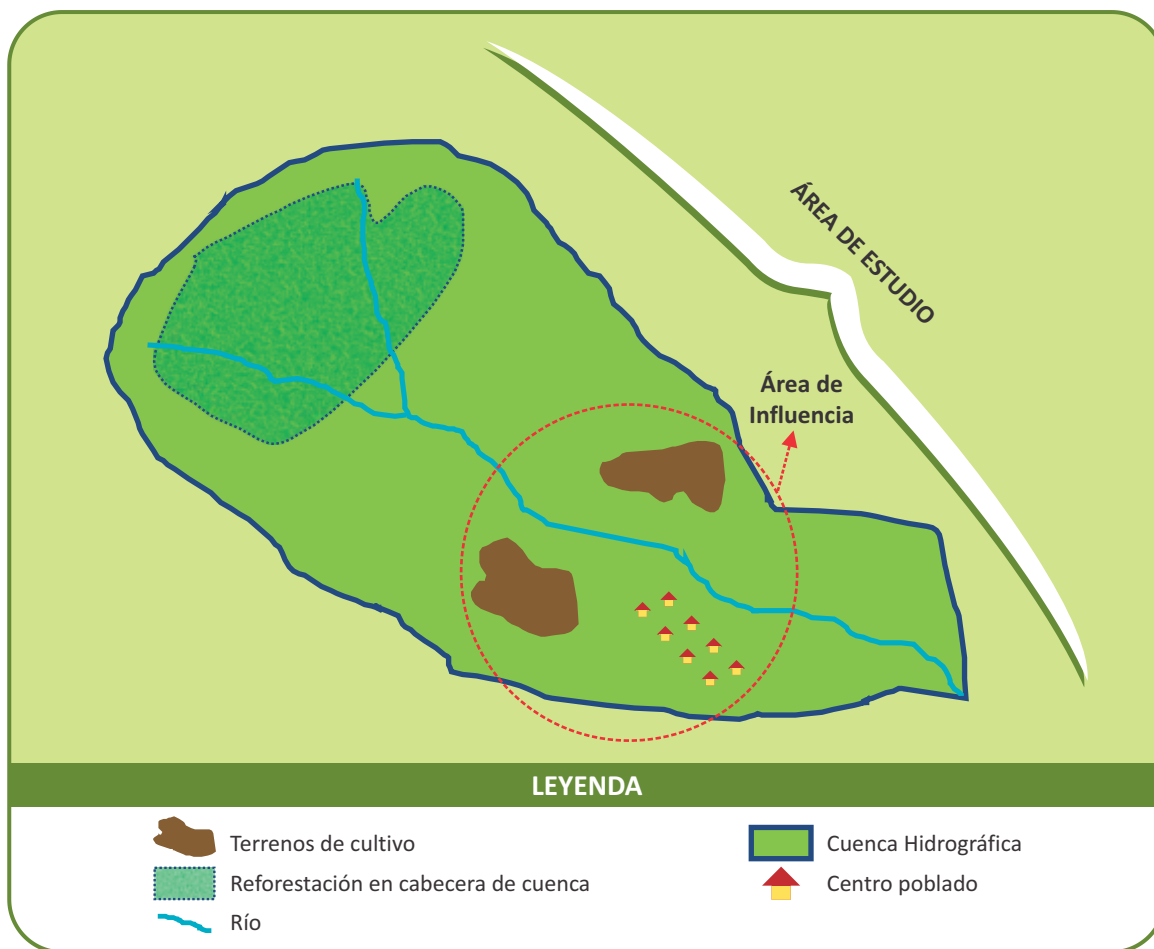 ÁREA DE ESTUDIO
Área de
Influencia
LEYENDA
Terrenos de cultivo
Reforestación en cabecera de cuenca
Río
Cuenca Hidrográfica
Centro poblado